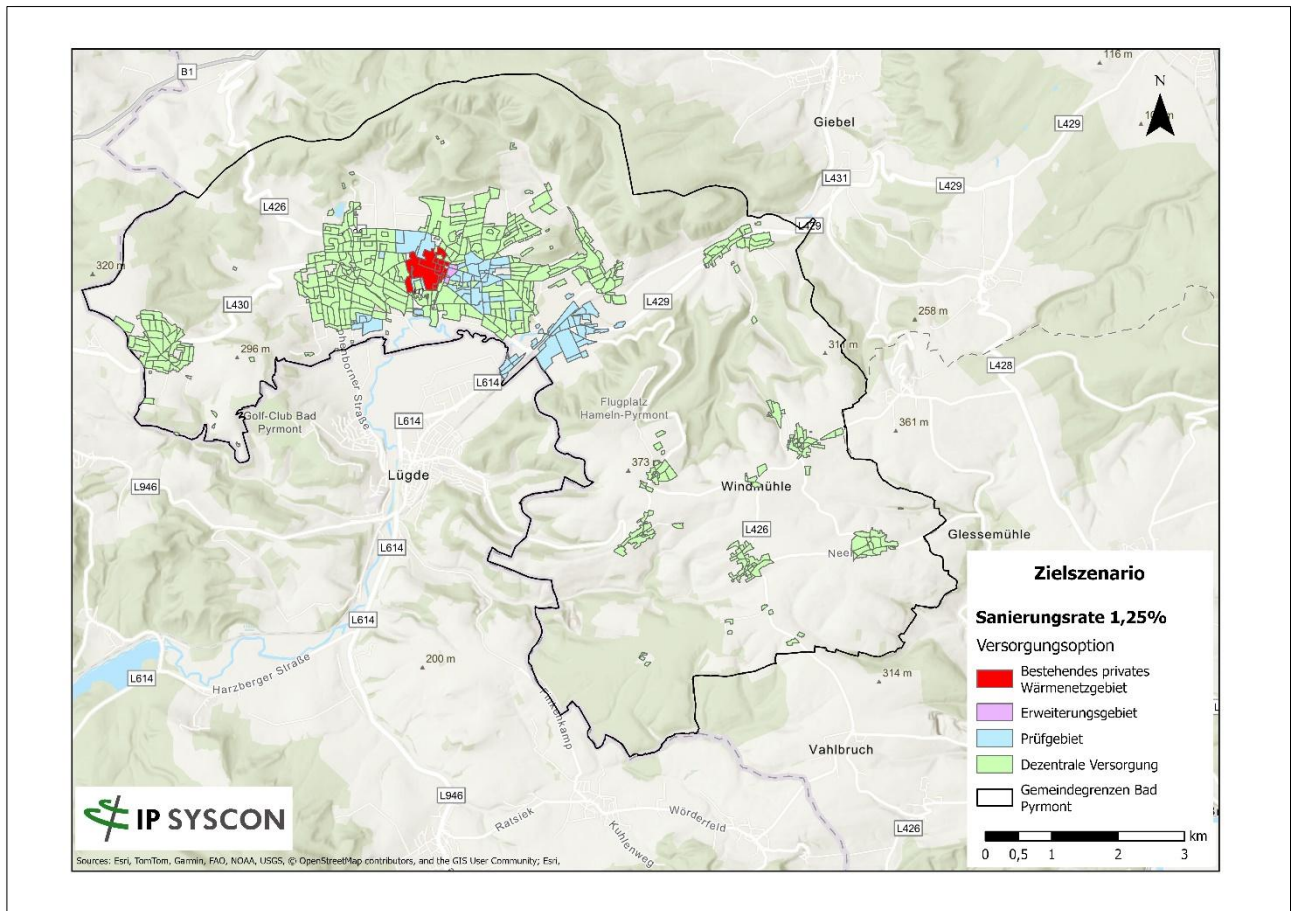 B1
116 m
Giebel
N
L429
L431
L429
L426
L429
320 m
L430
L429
258 m
296 m
L428
L614
Flugplatz
Hameln-Pyrmont
Golf-Club Bad
Pyrmont
L614
361 m
Lügde
373 m
L946
Windmühle
L426
Glessemühle
L614
L614
200 m
314 m
Harzberger Straße
L614
Vahlbruch
L946
Ratsiek
Wörderfeld
Kuhlenweg
L426
Zielszenario
Sanierungsrate 1,25%
Versorgungsoption
Bestehendes privates
Wärmenetzgebiet
Erweiterungsgebiet
Prüfgebiet
Dezentrale Versorgung
Gemeindegrenzen Bad
Pyrmont
km
0 0,5 1 2 3
IP SYSCON
Sources: Esri, TomTom, Garmin, FAO, NOAA, USGS, © OpenStreetMap contributors, and the GIS User Community; Esri,